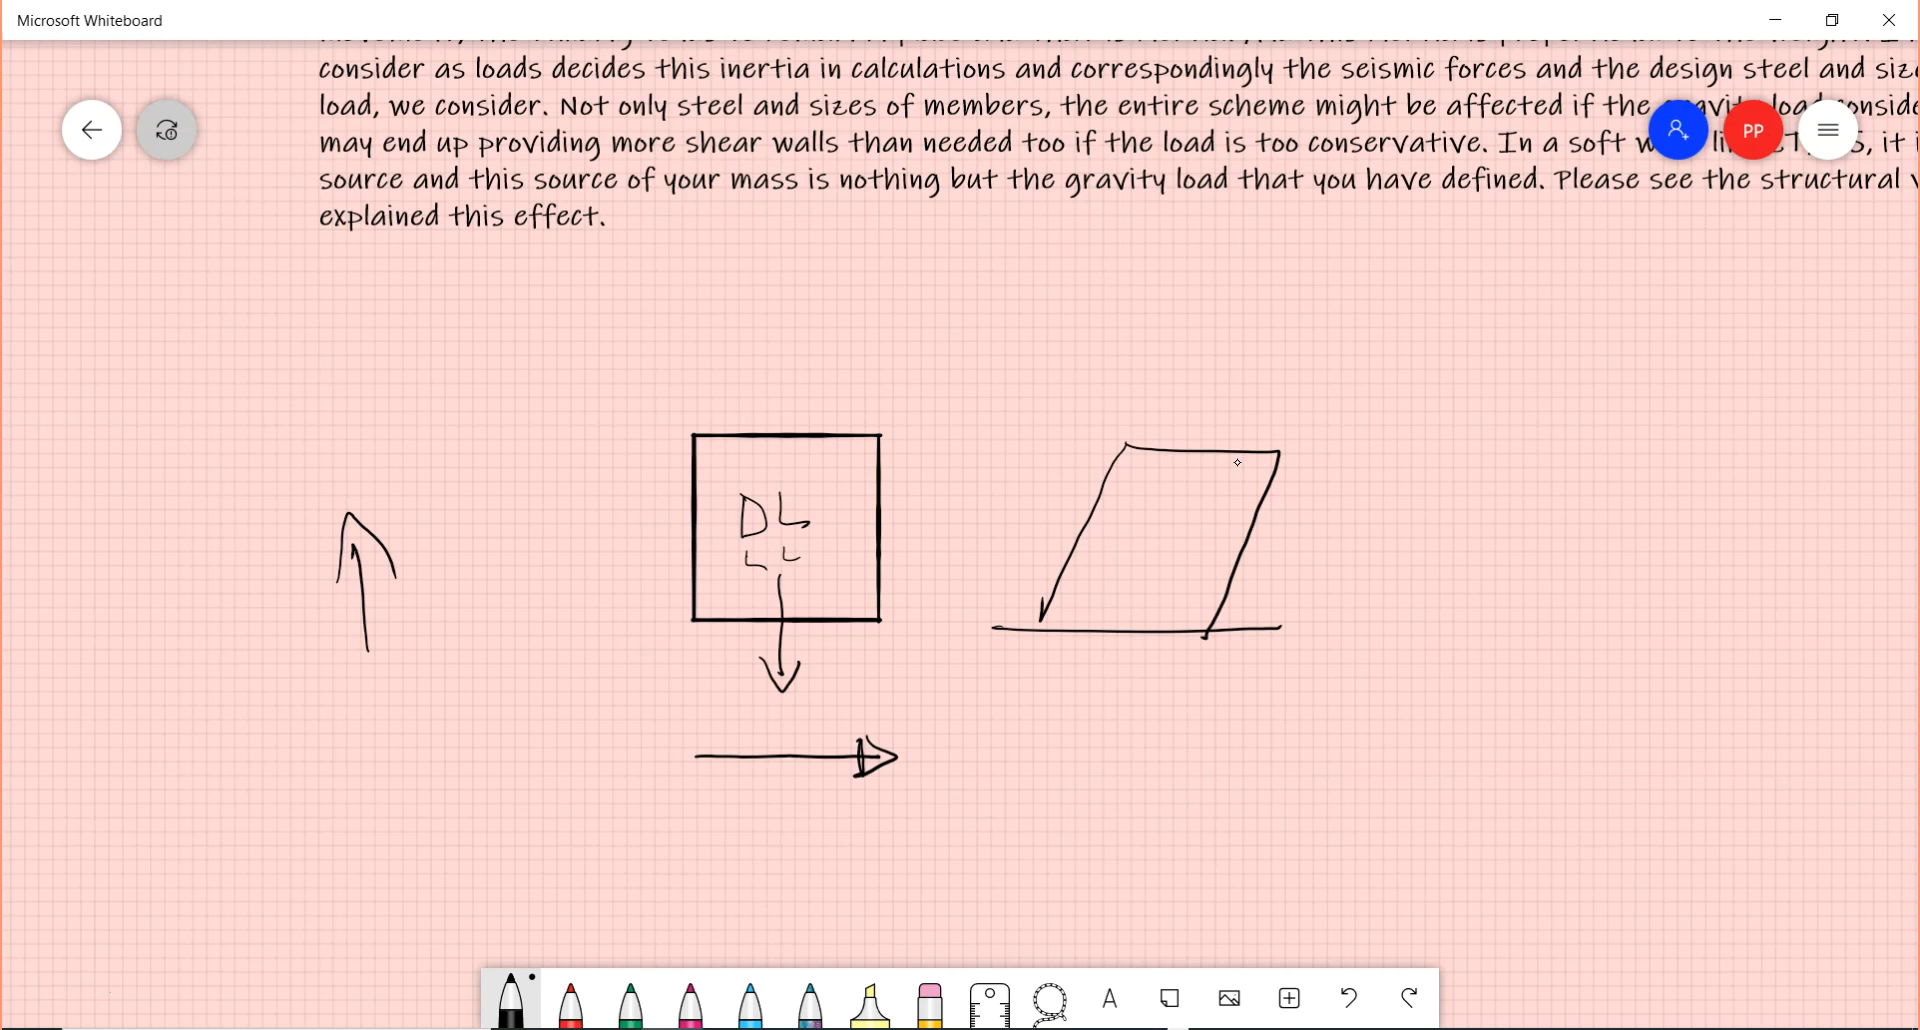 Microsoft Whiteboard
consider as loads decides this inertia in calculations and correspondingly the seismic forces and the design steel and
load, we consider. Not only steel and sizes of members, the entire scheme might be affected if the
may end up providing more shear walls than needed too if the load is too conservative. In a soft
source and this source of your mass is nothing but the gravity load that you have defined. Please see the structural
explained this effect.
PP
DL
LL
A